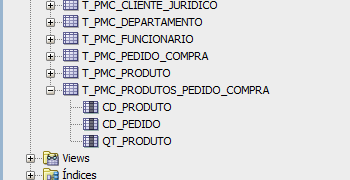 T_PMC_CLIENTE_JURIDICO
T_PMC_DEPARTAMENTO
T_PMC_FUNCIONARIO
T_PMC_PEDIDO_COMPRA
T_PMC_PRODUTO
T_PMC_PRODUTOS_PEDIDO_COMPRA
CD_PRODUTO
CD_PEDIDO
QT_PRODUTO
Views
Índices